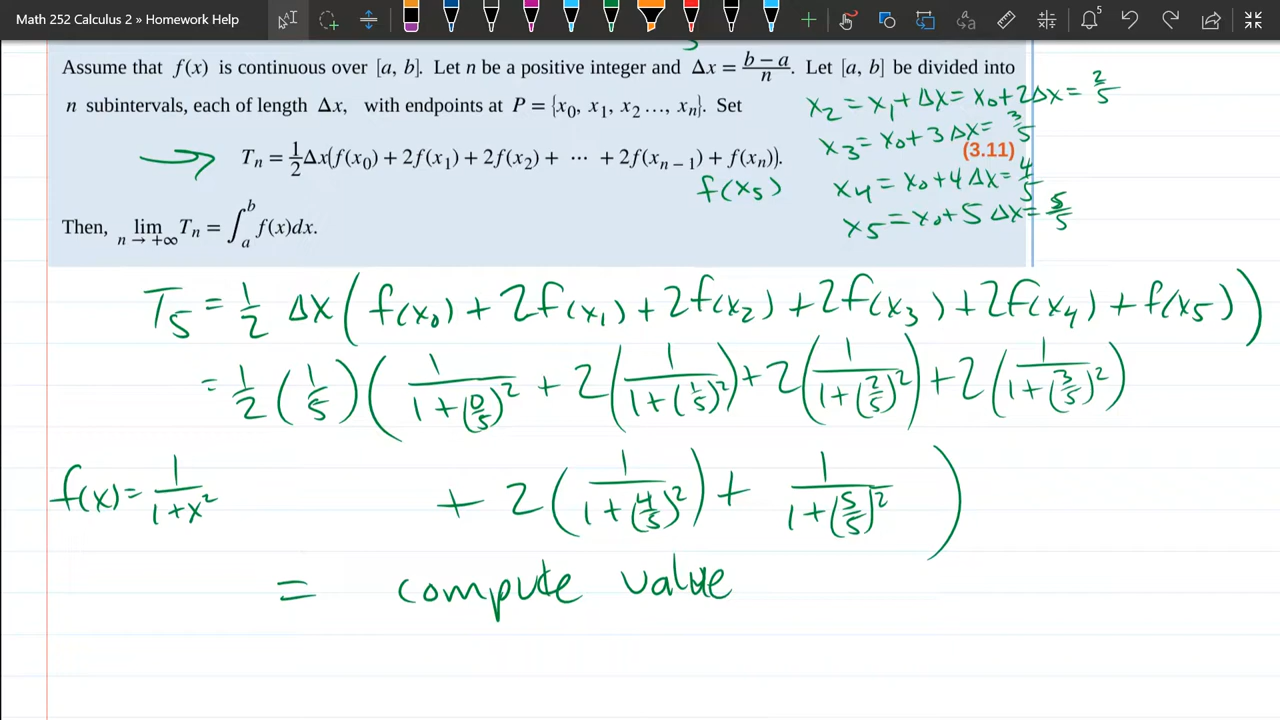 Math 252 Calculus 2 » Homework Help
5
Assume that f(x) is continuous over [a, b]. Let n be a positive integer and Δx = (b − a)/n. Let [a, b] be divided into
n subintervals, each of length Δx, with endpoints at P = {x₀, x₁, x₂ …, xₙ}. Set
x₂ = x₁ + Δx = x₀ + 2Δx = 2/5
x₃ = x₀ + 3Δx = 3/5
(3.11)
Tₙ = 1/2 Δx(f(x₀) + 2f(x₁) + 2f(x₂) + ⋯ + 2f(xₙ₋₁) + f(xₙ)).
f(x₅)
x₄ = x₀ + 4Δx = 4/5
x₅ = x₀ + 5Δx = 5/5
Then, lim n → +∞ Tₙ = ∫ₐᵇ f(x)dx.
T₅ = 1/2 Δx (f(x₀) + 2f(x₁) + 2f(x₂) + 2f(x₃) + 2f(x₄) + f(x₅))
= 1/2 (1/5) (1/(1+(0/5)²) + 2(1/(1+(1/5)²)) + 2(1/(1+(2/5)²)) + 2(1/(1+(3/5)²))
f(x) = 1/(1+x²)
+ 2(1/(1+(4/5)²)) + 1/(1+(5/5)²))
= compute value